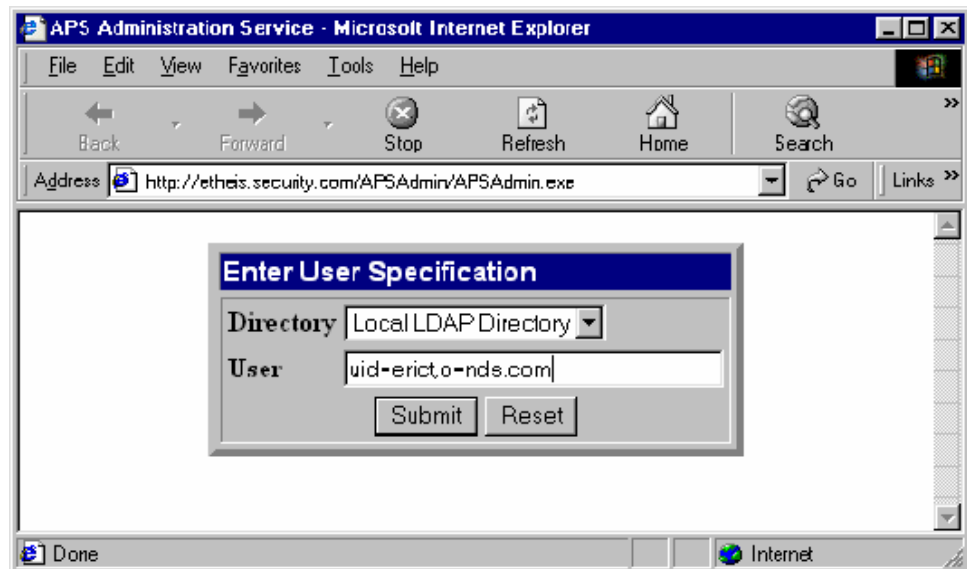 APS Administration Service - Microsoft Internet Explorer
File Edit View Favorites Tools Help
Back Forward Stop Refresh Home Search »
Address http://etheis.security.com/APSAdmin/APSAdmin.exe Go Links »
Enter User Specification
Directory Local LDAP Directory
User uid=erict,o=nds.com
Submit Reset
Done Internet